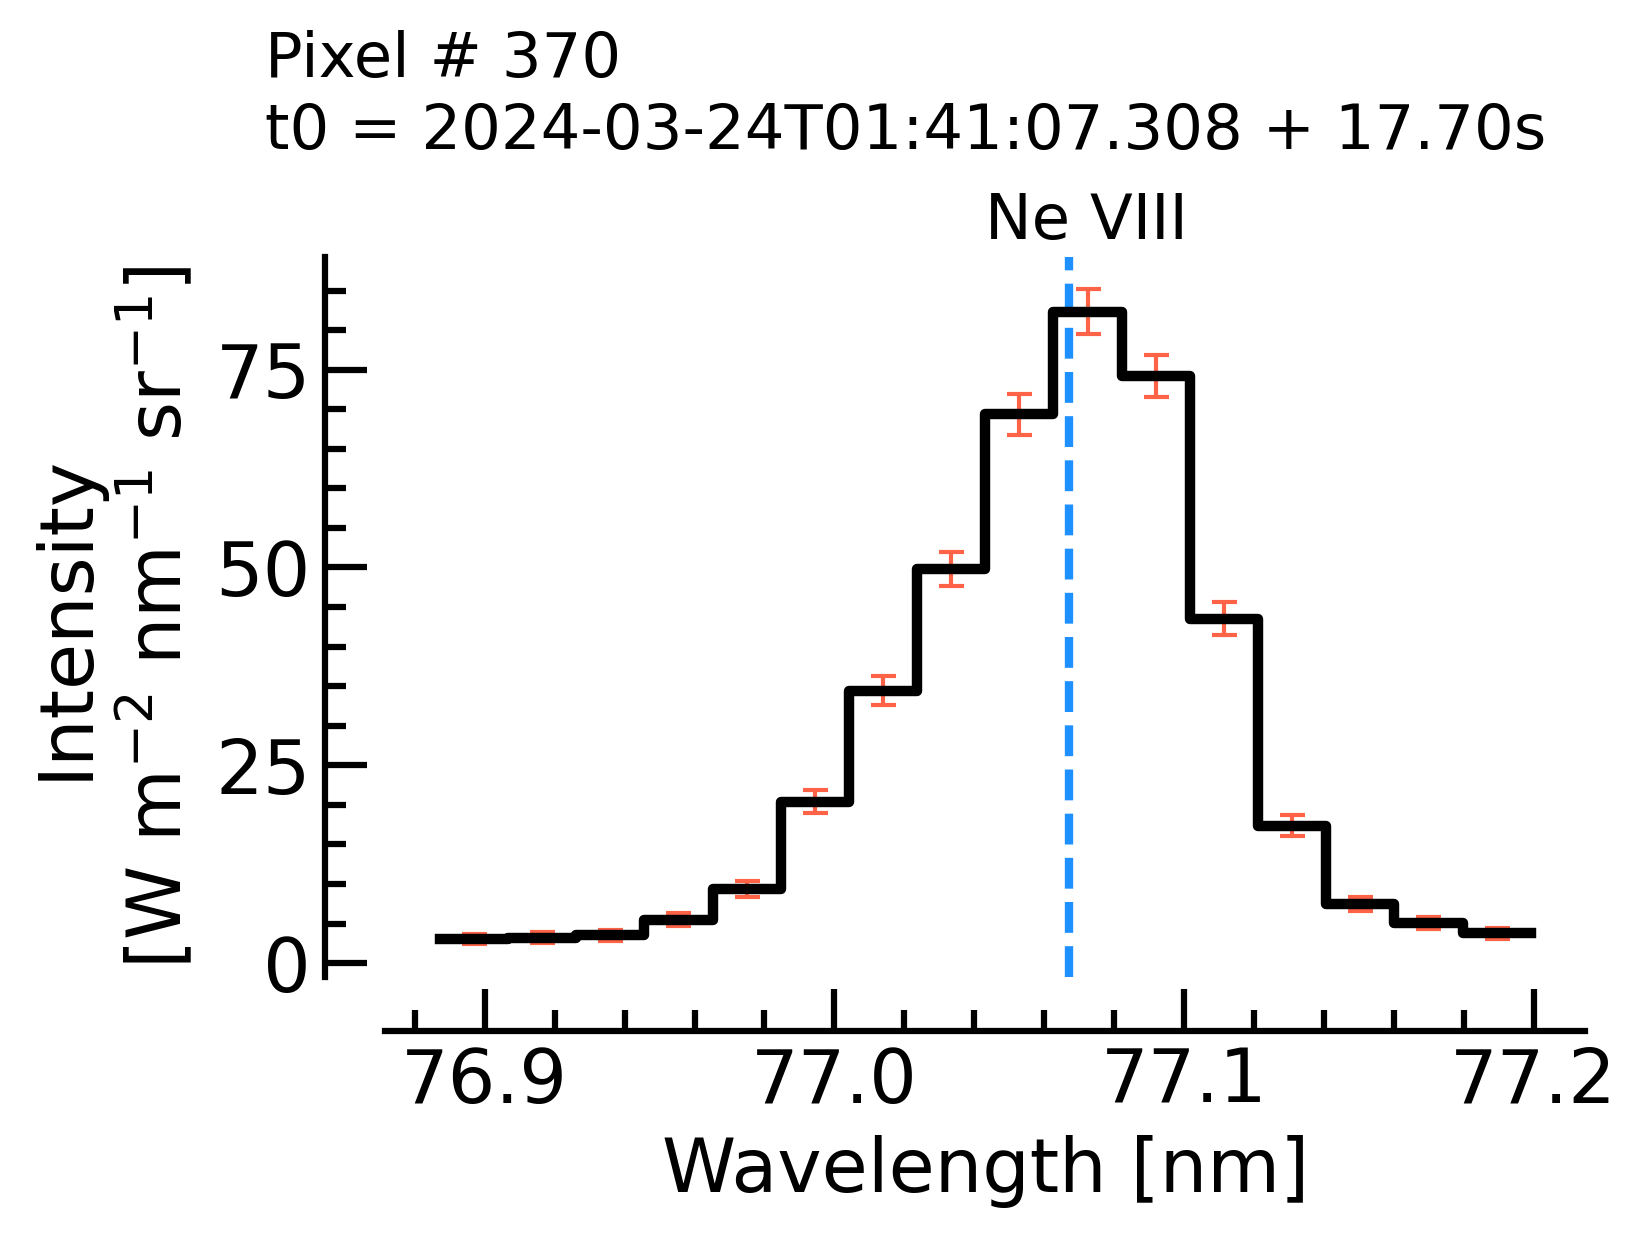 Pixel # 370
t0 = 2024-03-24T01:41:07.308 + 17.70s
Ne VIII
Intensity
[W m⁻² nm⁻¹ sr⁻¹]
75
50
25
0
76.9 77.0 77.1 77.2
Wavelength [nm]